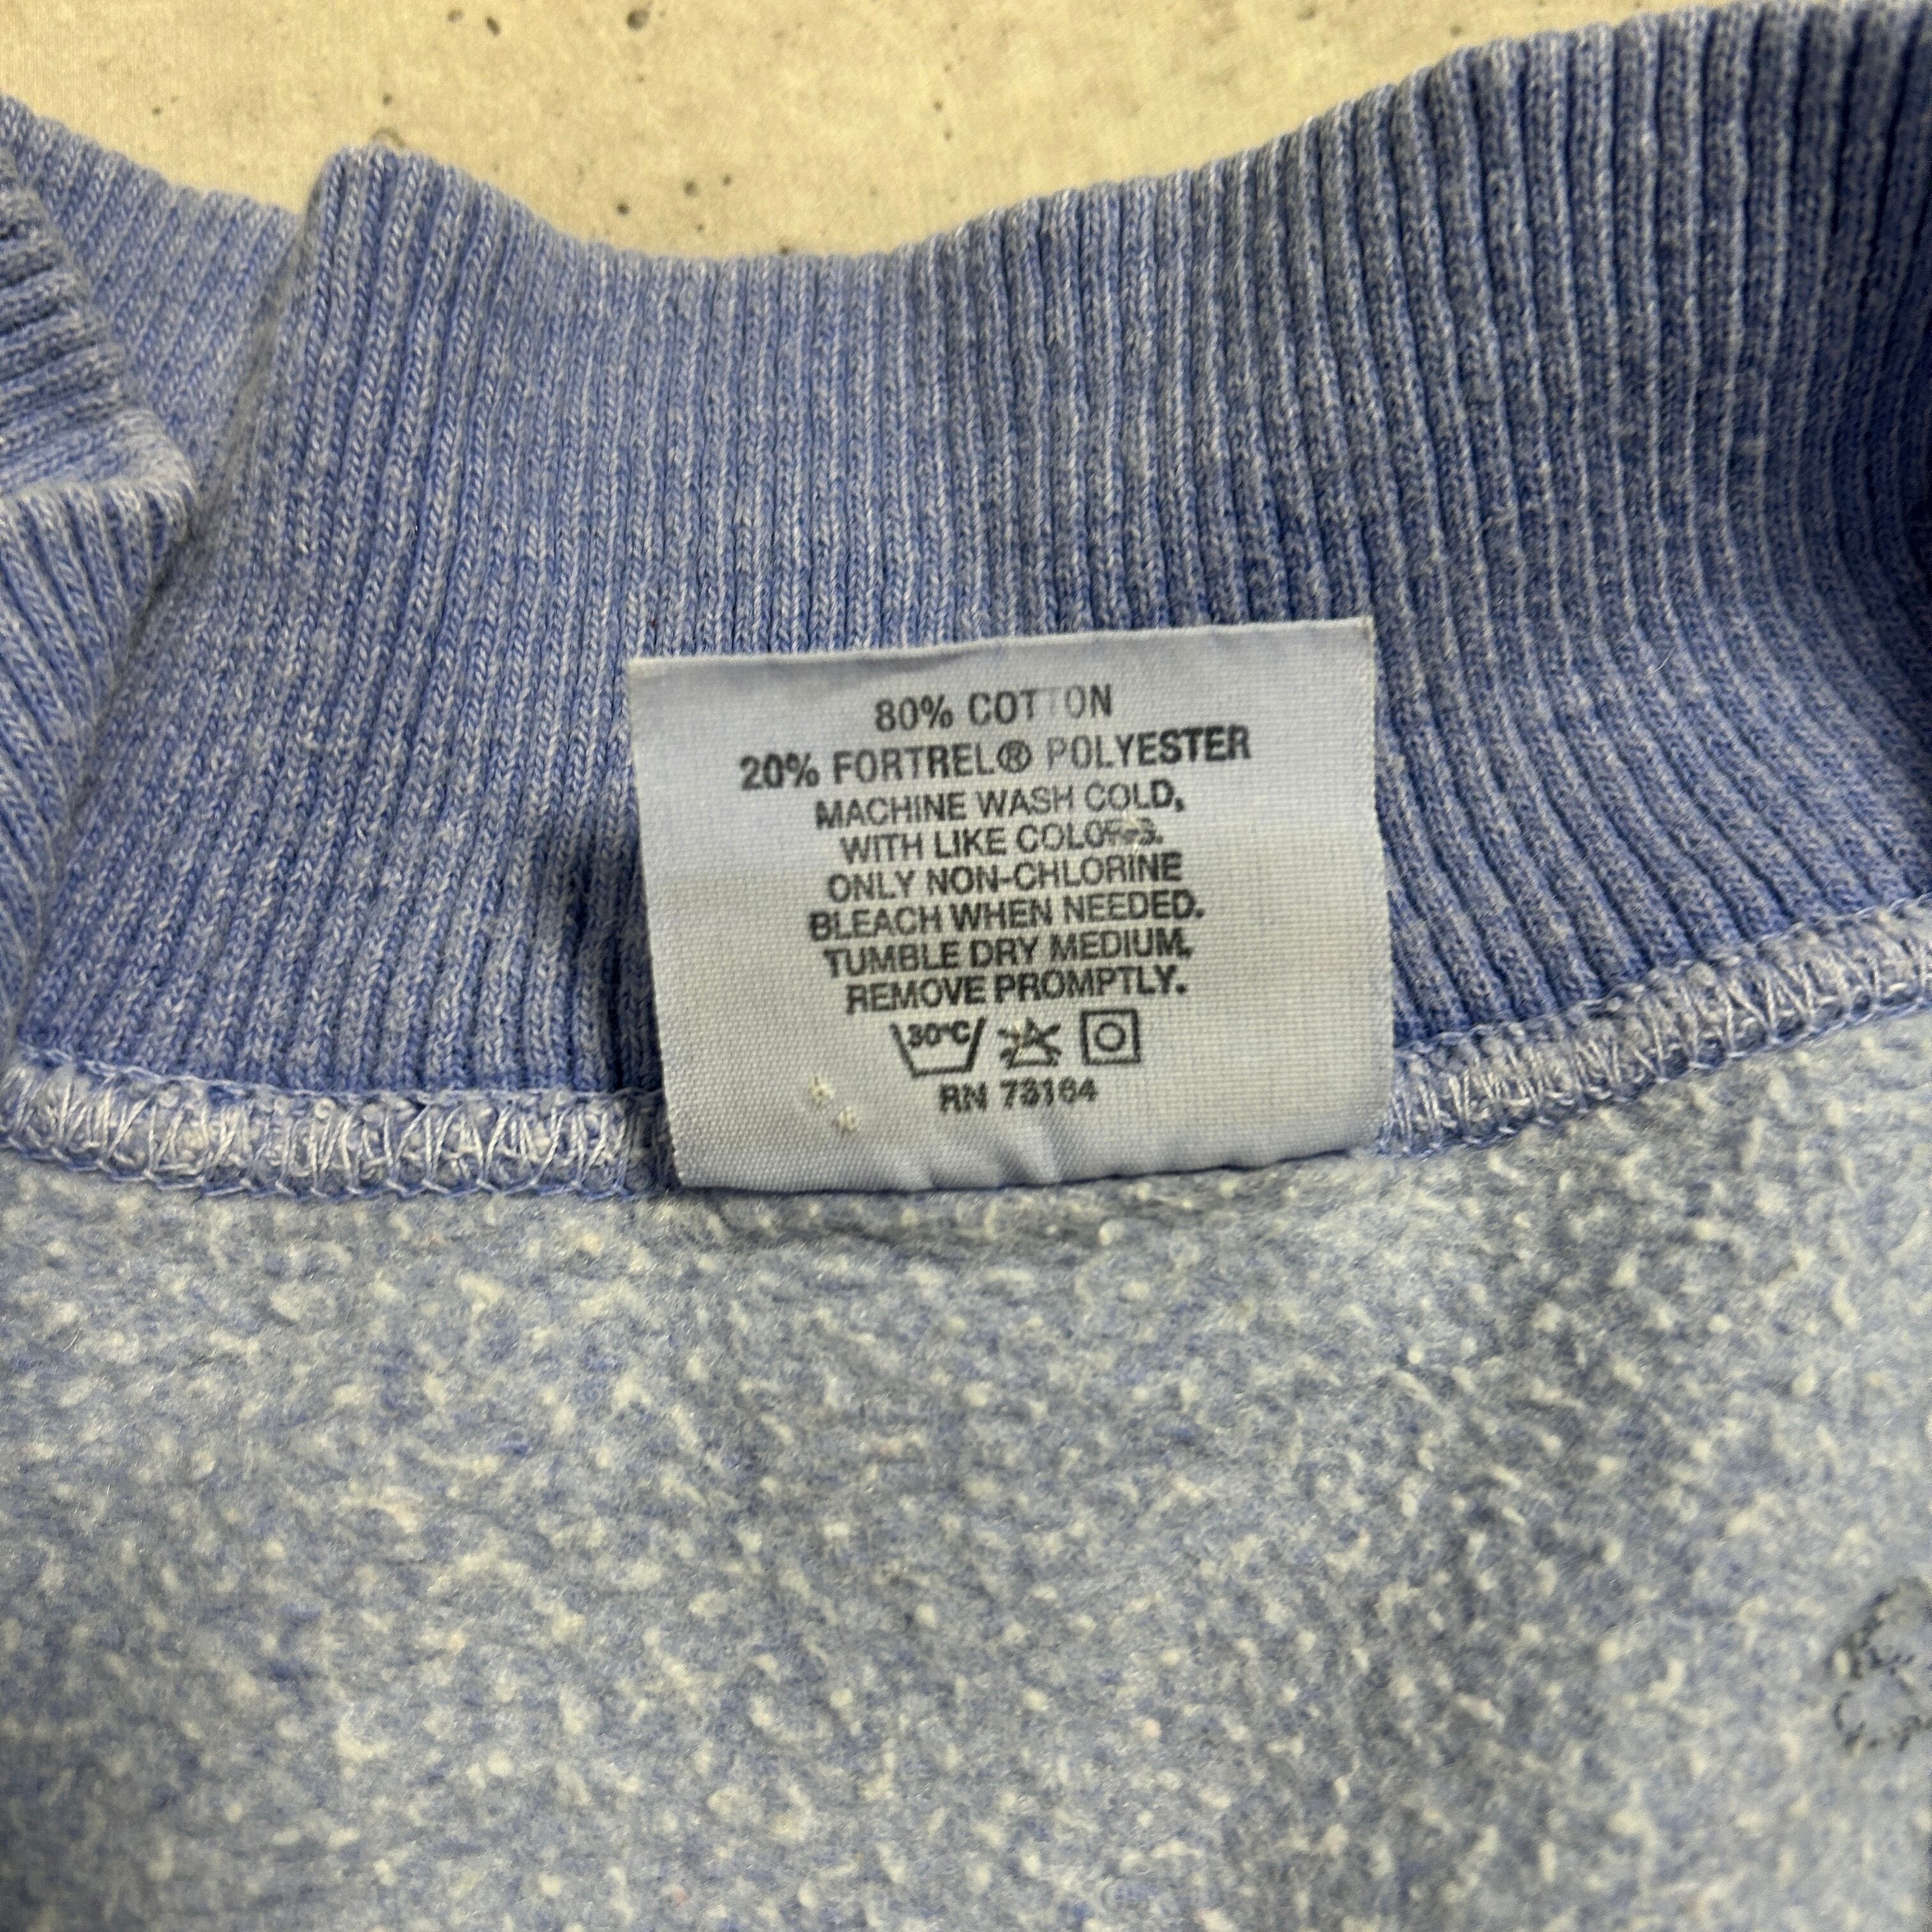 80% COTTON
20% FORTREL® POLYESTER
MACHINE WASH COLD,
WITH LIKE COLORS.
ONLY NON-CHLORINE
BLEACH WHEN NEEDED.
TUMBLE DRY MEDIUM,
REMOVE PROMPTLY.
30°C
RN 73164